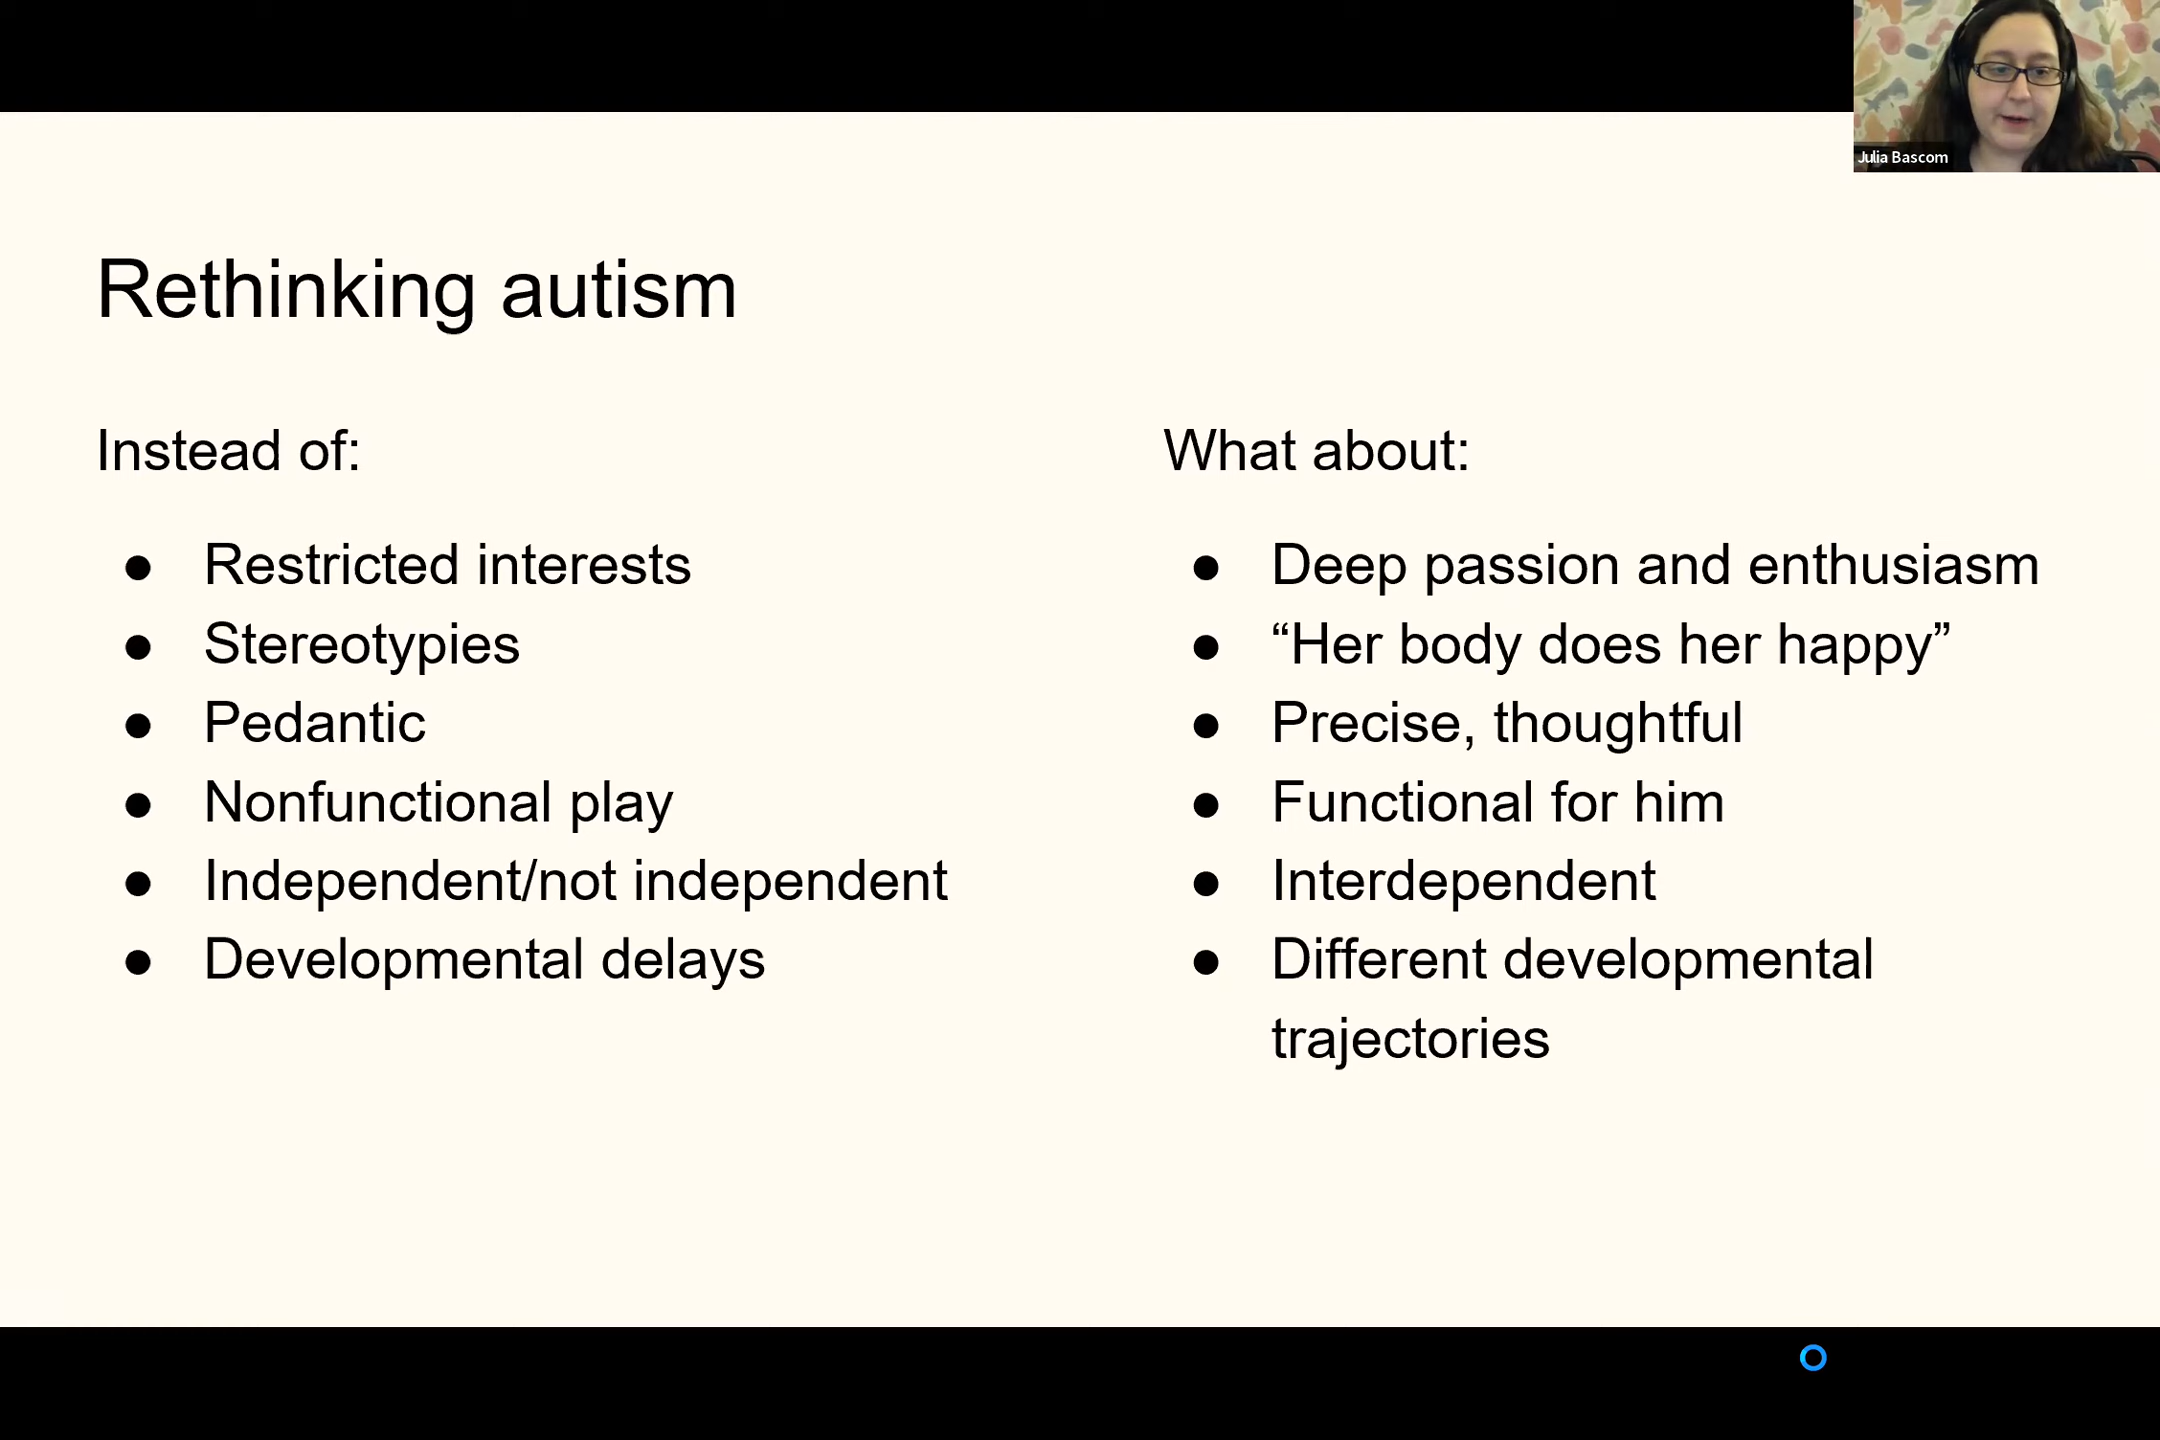 Julia Bascom
Rethinking autism
Instead of:
● Restricted interests
● Stereotypies
● Pedantic
● Nonfunctional play
● Independent/not independent
● Developmental delays
What about:
● Deep passion and enthusiasm
● “Her body does her happy”
● Precise, thoughtful
● Functional for him
● Interdependent
● Different developmental
trajectories